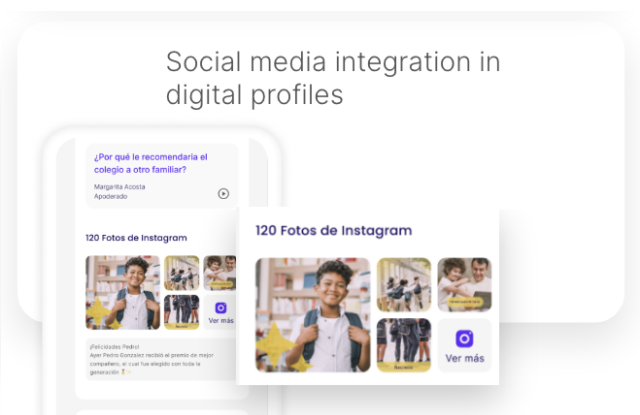 Social media integration in
digital profiles
¿Por qué le recomendaría el
colegio a otro familiar?
Margarita Acosta
Apoderado
120 Fotos de Instagram
Ver más
¡Felicidades Pedro!
Ayer Pedro Gonzalez recibió el premio de mejor
compañero, el cual fue elegido con toda la
generación
120 Fotos de Instagram
Ver más